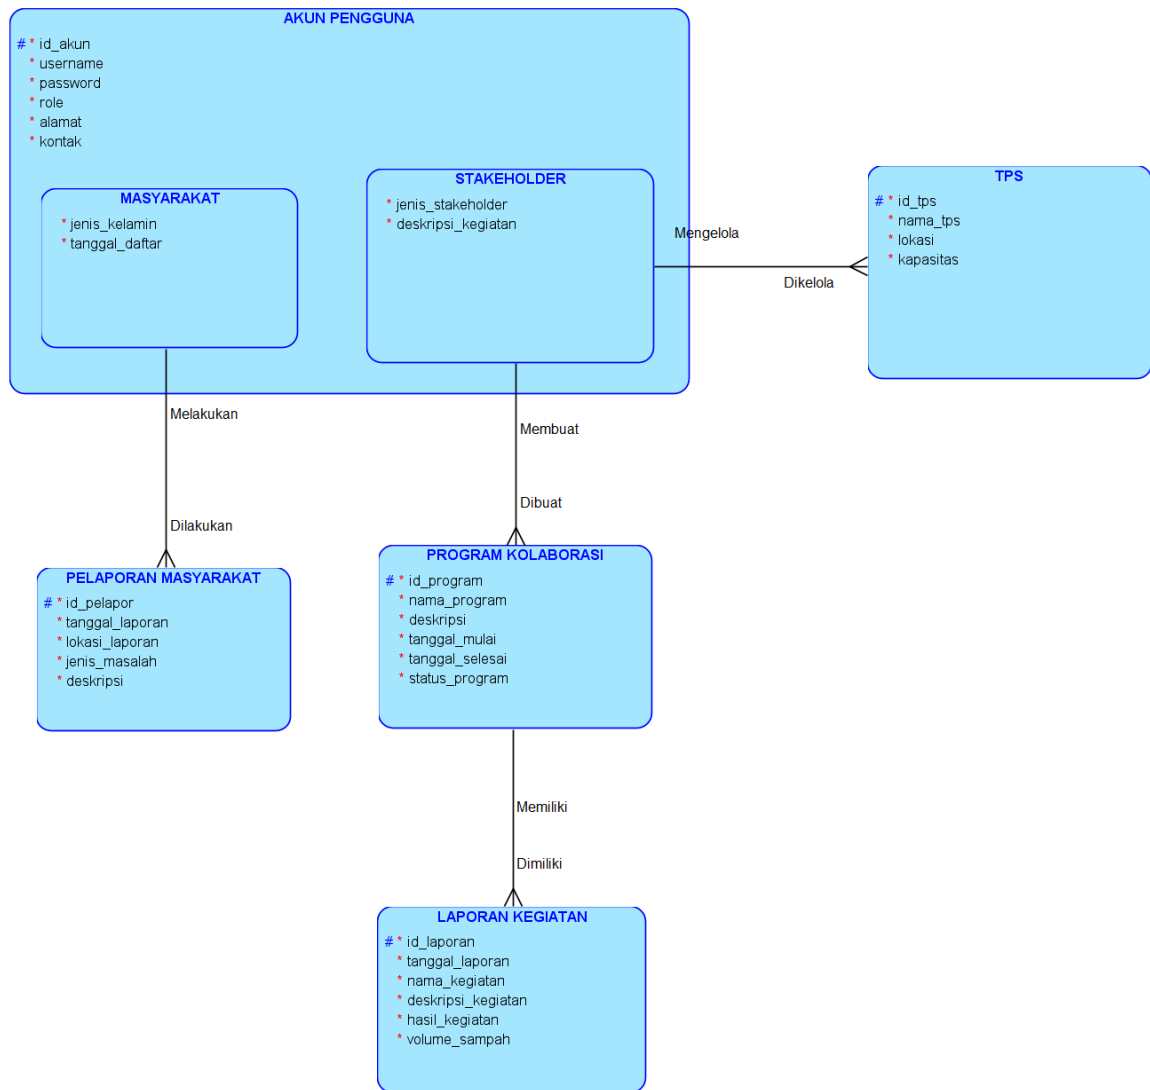 AKUN PENGGUNA
# * id_akun
* username
* password
* role
* alamat
* kontak
MASYARAKAT
* jenis_kelamin
* tanggal_daftar
STAKEHOLDER
* jenis_stakeholder
* deskripsi_kegiatan
Mengelola
Dikelola
TPS
# * id_tps
* nama_tps
* lokasi
* kapasitas
Melakukan
Dilakukan
Membuat
Dibuat
PELAPORAN MASYARAKAT
# * id_pelapor
* tanggal_laporan
* lokasi_laporan
* jenis_masalah
* deskripsi
PROGRAM KOLABORASI
# * id_program
* nama_program
* deskripsi
* tanggal_mulai
* tanggal_selesai
* status_program
Memiliki
Dimiliki
LAPORAN KEGIATAN
# * id_laporan
* tanggal_laporan
* nama_kegiatan
* deskripsi_kegiatan
* hasil_kegiatan
* volume_sampah